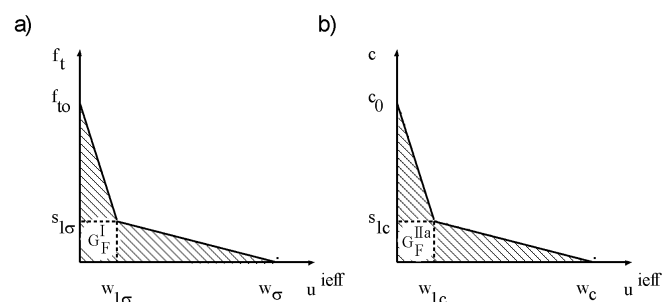 a) b)
f_t c
f_to c_0
s_1σ G_F^I s_1c G_F^IIa
w_1σ w_σ u^ieff w_1c w_c u^ieff